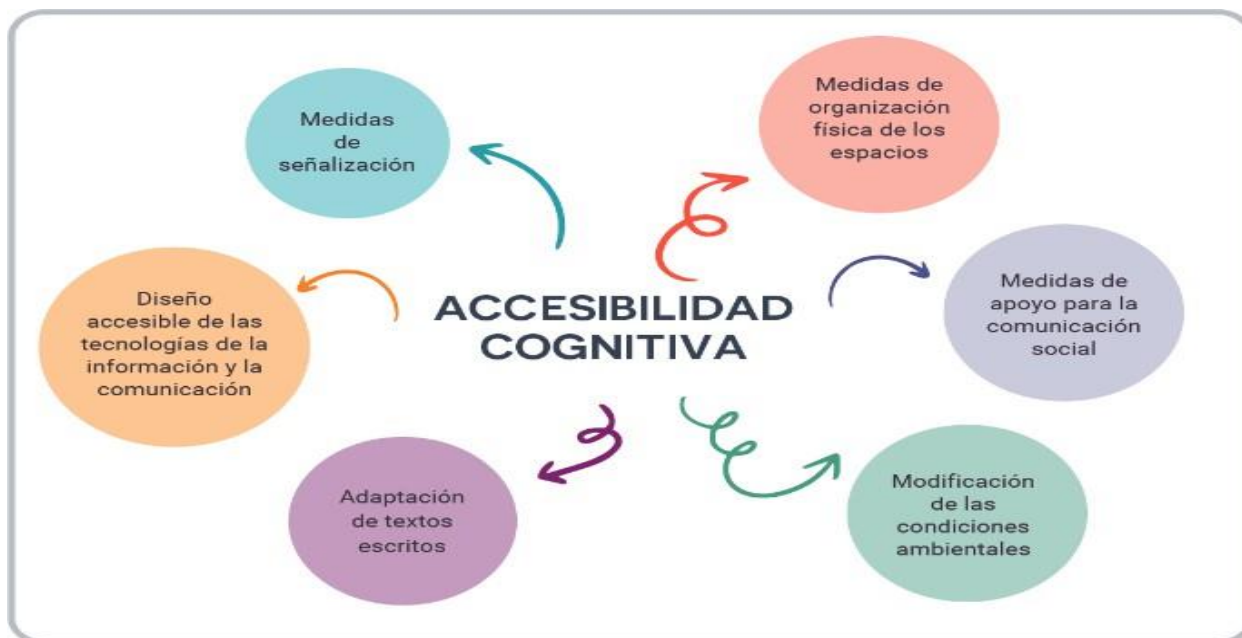 Medidas
de
señalización
Medidas de
organización
física de los
espacios
Diseño
accesible de las
tecnologías de la
información y la
comunicación
ACCESIBILIDAD
COGNITIVA
Medidas de
apoyo para la
comunicación
social
Adaptación
de textos
escritos
Modificación
de las
condiciones
ambientales